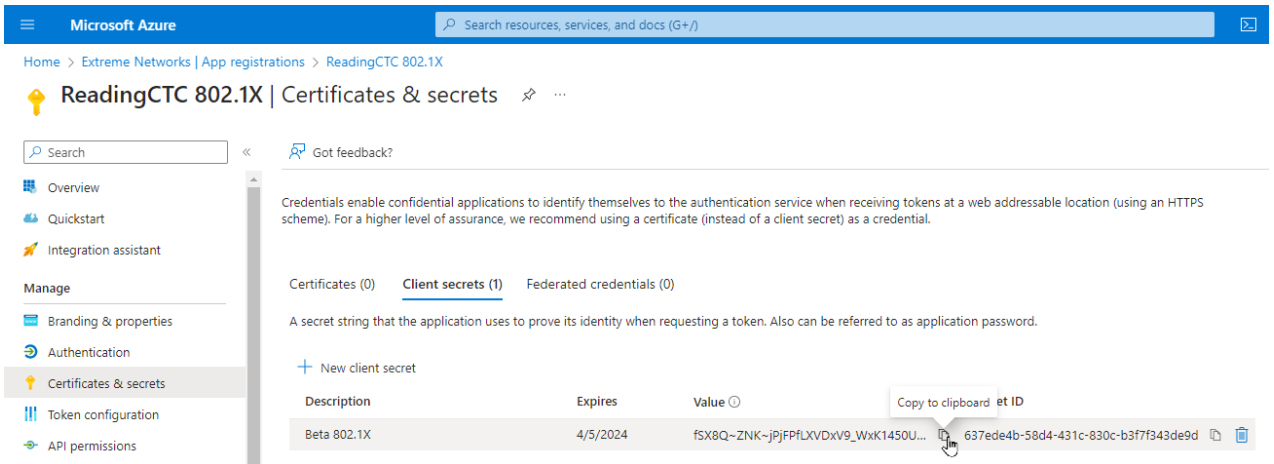 Microsoft Azure
Search resources, services, and docs (G+/)
Home > Extreme Networks | App registrations > ReadingCTC 802.1X
ReadingCTC 802.1X | Certificates & secrets
Search
Got feedback?
Overview
Quickstart
Integration assistant
Credentials enable confidential applications to identify themselves to the authentication service when receiving tokens at a web addressable location (using an HTTPS
scheme). For a higher level of assurance, we recommend using a certificate (instead of a client secret) as a credential.
Manage
Certificates (0) Client secrets (1) Federated credentials (0)
Branding & properties
A secret string that the application uses to prove its identity when requesting a token. Also can be referred to as application password.
Authentication
Certificates & secrets
New client secret
Token configuration
Description Expires Value Copy to clipboard et ID
API permissions
Beta 802.1X 4/5/2024 fSX8Q~ZNK~jPjFPfLXVDxV9_WxK1450U... 637ede4b-58d4-431c-830c-b3f7f343de9d